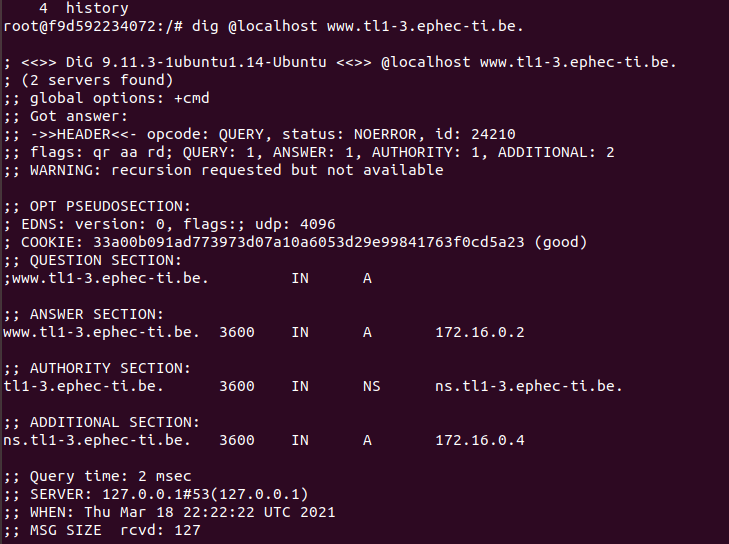 4  history
root@f9d592234072:/# dig @localhost www.tl1-3.ephec-ti.be.
; <<>> DiG 9.11.3-1ubuntu1.14-Ubuntu <<>> @localhost www.tl1-3.ephec-ti.be.
; (2 servers found)
;; global options: +cmd
;; Got answer:
;; ->>HEADER<<- opcode: QUERY, status: NOERROR, id: 24210
;; flags: qr aa rd; QUERY: 1, ANSWER: 1, AUTHORITY: 1, ADDITIONAL: 2
;; WARNING: recursion requested but not available
;; OPT PSEUDOSECTION:
; EDNS: version: 0, flags:; udp: 4096
; COOKIE: 33a00b091ad773973d07a10a6053d29e99841763f0cd5a23 (good)
;; QUESTION SECTION:
;www.tl1-3.ephec-ti.be.		IN	A
;; ANSWER SECTION:
www.tl1-3.ephec-ti.be.	3600	IN	A	172.16.0.2
;; AUTHORITY SECTION:
tl1-3.ephec-ti.be.	3600	IN	NS	ns.tl1-3.ephec-ti.be.
;; ADDITIONAL SECTION:
ns.tl1-3.ephec-ti.be.	3600	IN	A	172.16.0.4
;; Query time: 2 msec
;; SERVER: 127.0.0.1#53(127.0.0.1)
;; WHEN: Thu Mar 18 22:22:22 UTC 2021
;; MSG SIZE  rcvd: 127